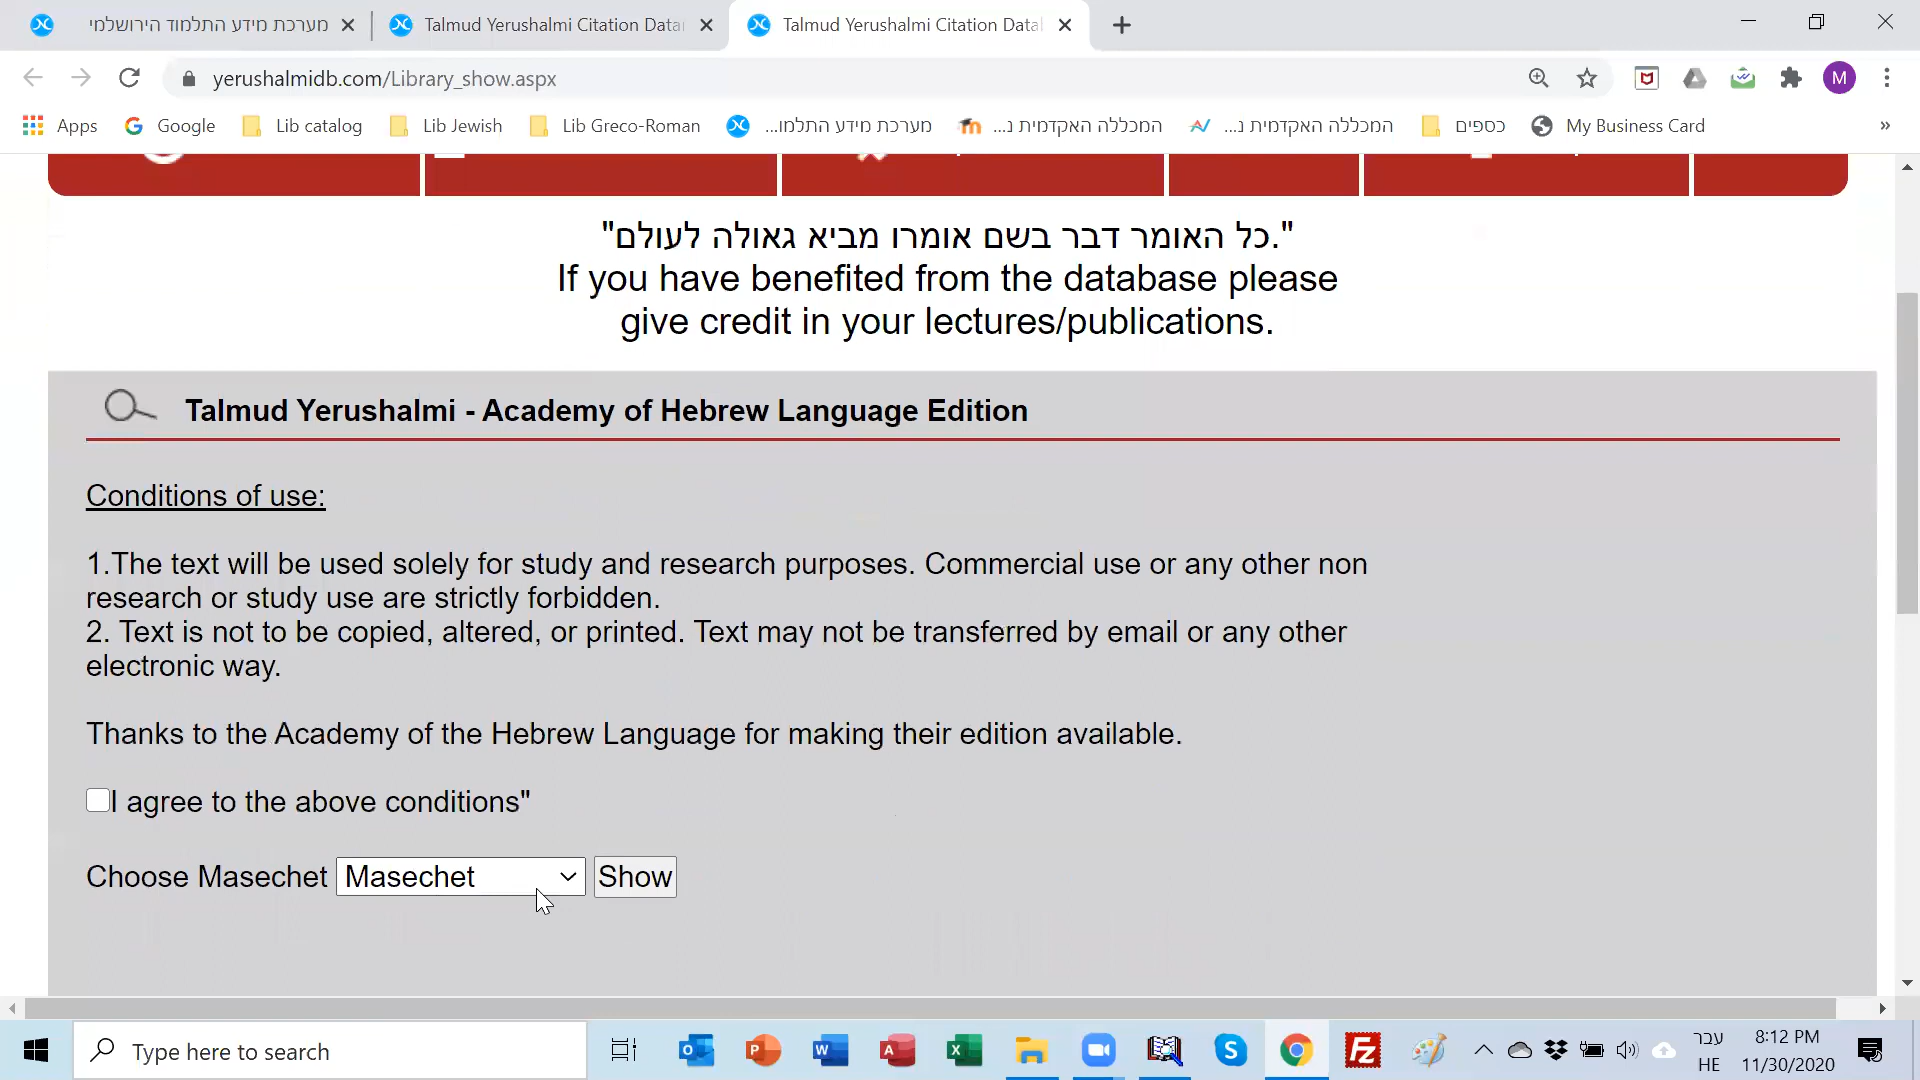 מערכת מידע התלמוד הירושלמי
Talmud Yerushalmi Citation Data
Talmud Yerushalmi Citation Data
yerushalmidb.com/Library_show.aspx
M
Apps
Google
Lib catalog
Lib Jewish
Lib Greco-Roman
מערכת מידע התלמו...
המכללה האקדמית נ...
המכללה האקדמית נ...
כספים
My Business Card
»
"כל האומר דבר בשם אומרו מביא גאולה לעולם."
If you have benefited from the database please
give credit in your lectures/publications.
Talmud Yerushalmi - Academy of Hebrew Language Edition
Conditions of use:
1.The text will be used solely for study and research purposes. Commercial use or any other non
research or study use are strictly forbidden.
2. Text is not to be copied, altered, or printed. Text may not be transferred by email or any other
electronic way.
Thanks to the Academy of the Hebrew Language for making their edition available.
I agree to the above conditions"
Choose Masechet Masechet Show
Type here to search
עבר
HE
8:12 PM
11/30/2020